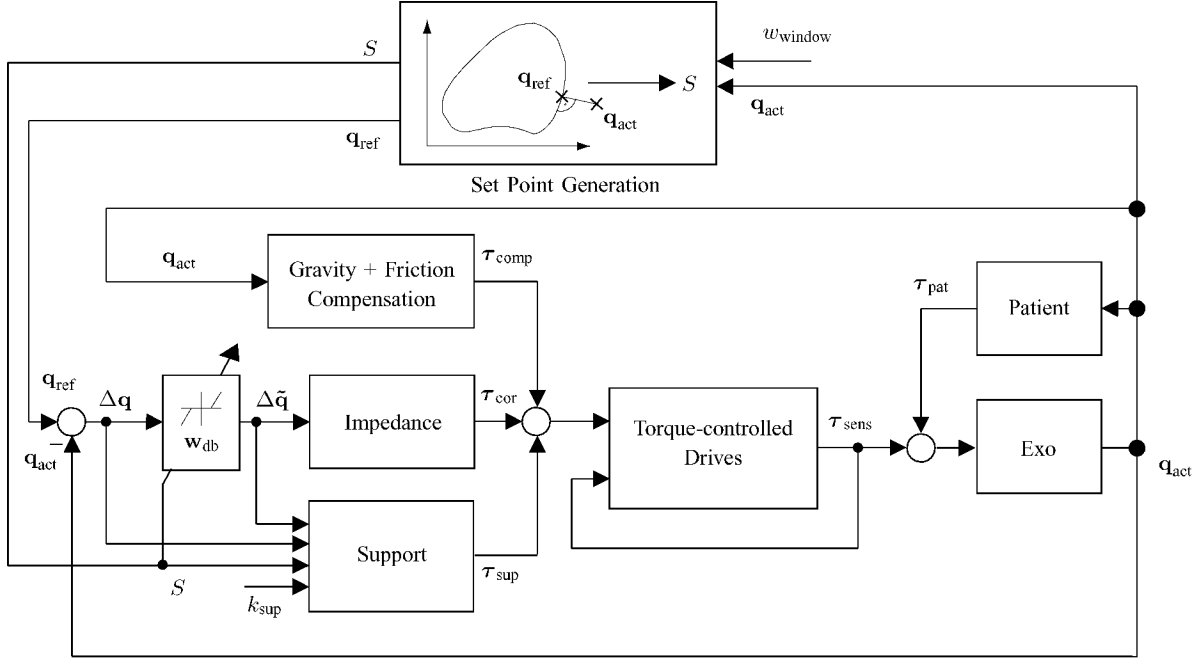 S
w_window
q_ref
S
q_act
q_act
q_ref
Set Point Generation
q_act
Gravity + Friction
Compensation
τ_comp
τ_pat
Patient
q_ref
Δq
w_db
Δq̃
Impedance
τ_cor
Torque-controlled
Drives
τ_sens
Exo
−
q_act
q_act
Support
τ_sup
S
k_sup